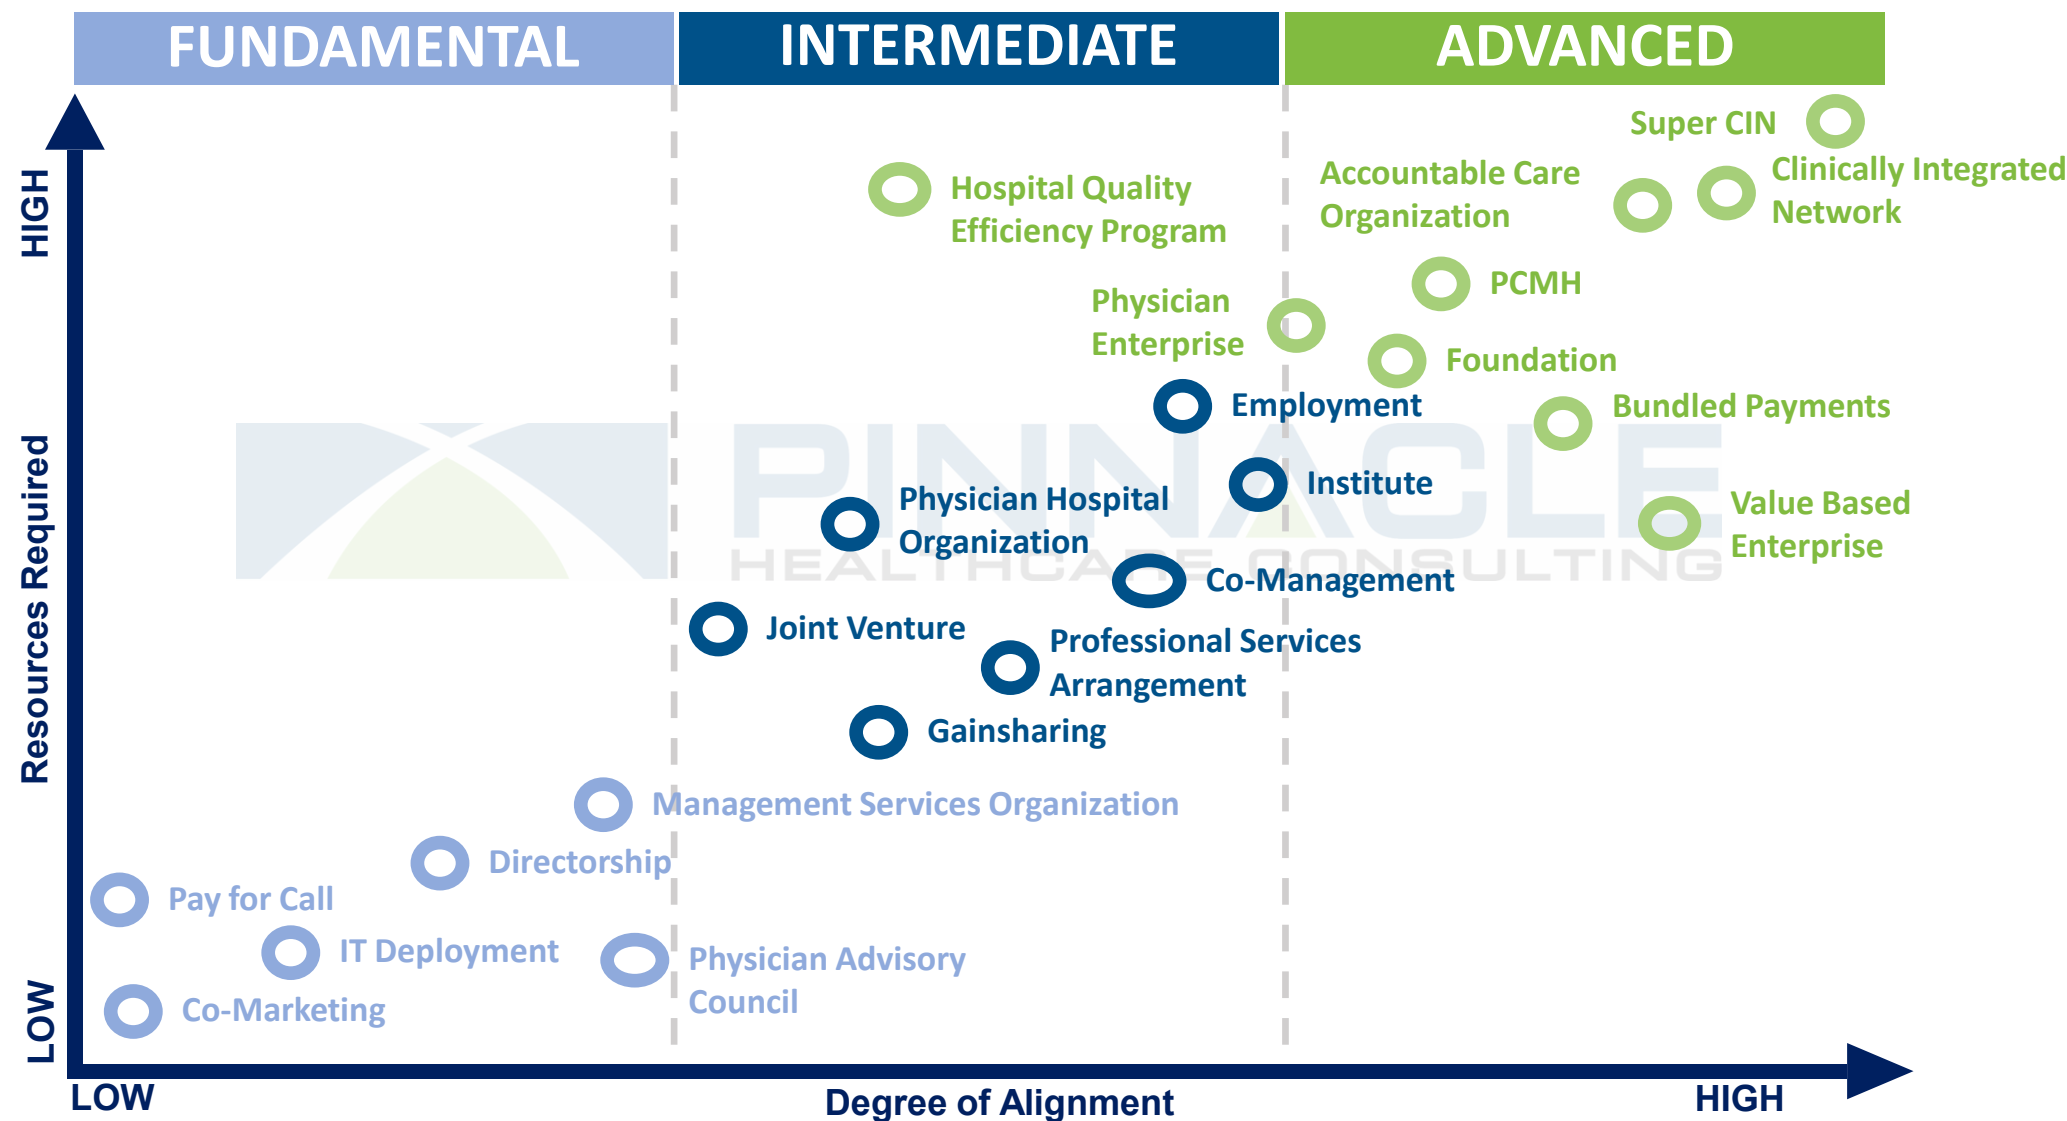 FUNDAMENTAL
INTERMEDIATE
ADVANCED
HIGH
Resources Required
LOW
Super CIN
Clinically Integrated
Network
Accountable Care
Organization
Hospital Quality
Efficiency Program
PCMH
Physician
Enterprise
Foundation
Employment
Bundled Payments
Institute
Physician Hospital
Organization
Value Based
Enterprise
PINNACLE
HEALTHCARE CONSULTING
Co-Management
Joint Venture
Professional Services
Arrangement
Gainsharing
Management Services Organization
Directorship
Pay for Call
IT Deployment
Physician Advisory
Council
Co-Marketing
LOW
Degree of Alignment
HIGH